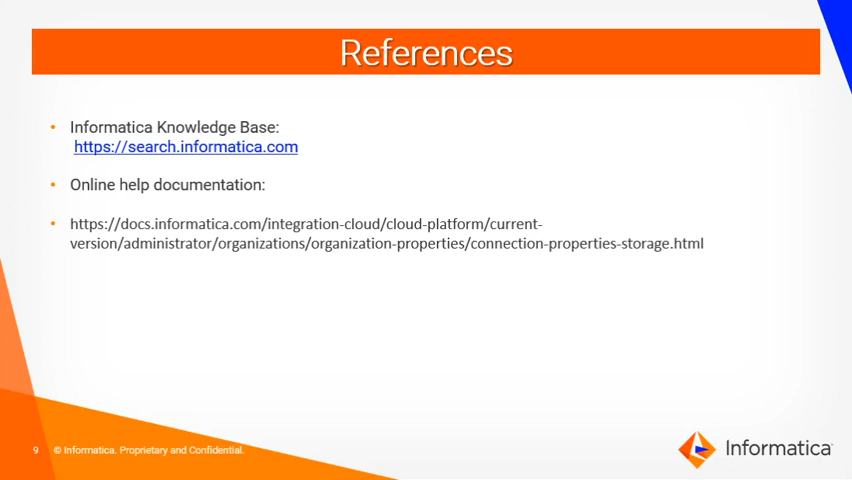 References
• Informatica Knowledge Base:
https://search.informatica.com
• Online help documentation:
• https://docs.informatica.com/integration-cloud/cloud-platform/current-
version/administrator/organizations/organization-properties/connection-properties-storage.html
9 © Informatica. Proprietary and Confidential.
Informatica